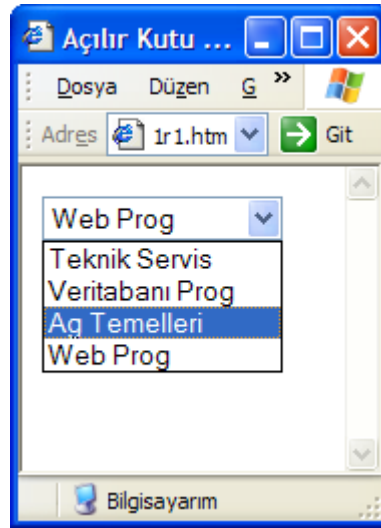 Açılır Kutu ...
Dosya Düzen G »
Adres 1r1.htm Git
Web Prog
Teknik Servis
Veritabanı Prog
Ağ Temelleri
Web Prog
Bilgisayarım